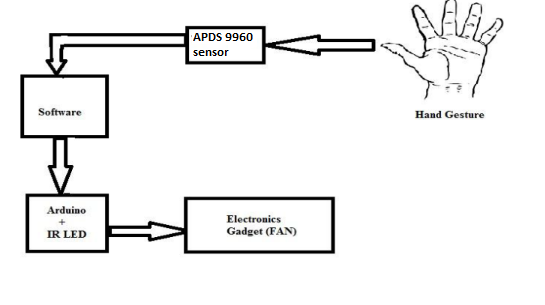 APDS 9960
sensor
Hand Gesture
Software
Arduino
+
IR LED
Electronics
Gadget (FAN)